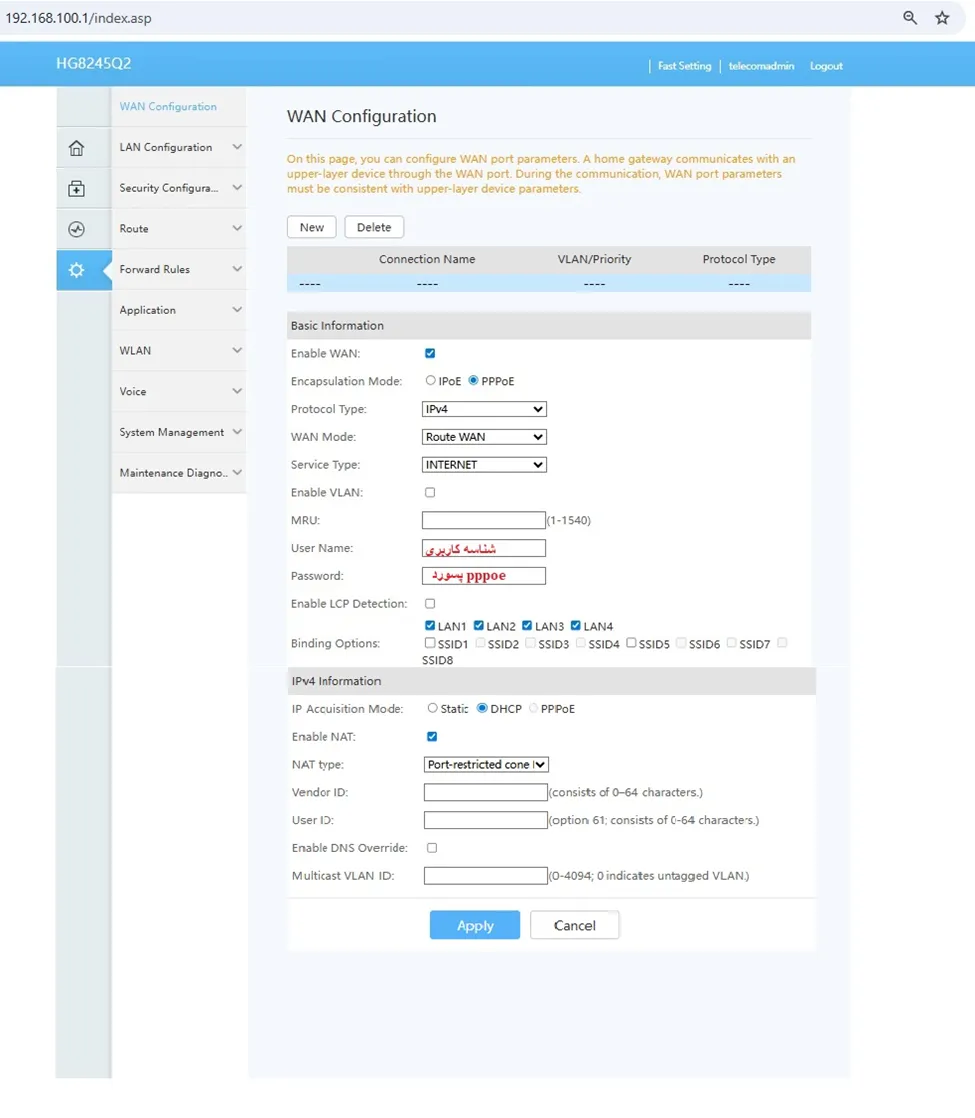 192.168.100.1/index.asp
HG8245Q2
Fast Setting | telecomadmin Logout
WAN Configuration
LAN Configuration
Security Configura...
Route
Forward Rules
Application
WLAN
Voice
System Management
Maintenance Diagno..
WAN Configuration
On this page, you can configure WAN port parameters. A home gateway communicates with an
upper-layer device through the WAN port. During the communication, WAN port parameters
must be consistent with upper-layer device parameters.
New Delete
Connection Name VLAN/Priority Protocol Type
---- ---- ---- ----
Basic Information
Enable WAN:
Encapsulation Mode: IPoE PPPoE
Protocol Type: IPv4
WAN Mode: Route WAN
Service Type: INTERNET
Enable VLAN:
MRU: (1-1540)
User Name: شناسه کاربری
Password: پسورد pppoe
Enable LCP Detection:
LAN1 LAN2 LAN3 LAN4
Binding Options: SSID1 SSID2 SSID3 SSID4 SSID5 SSID6 SSID7
SSID8
IPv4 Information
IP Accuisition Mode: Static DHCP PPPoE
Enable NAT:
NAT type: Port-restricted cone
Vendor ID: (consists of 0–64 characters.)
User ID: (option 61; consists of 0-64 characters.)
Enable DNS Override:
Multicast VLAN ID: (0-4094; 0 indicates untagged VLAN.)
Apply Cancel